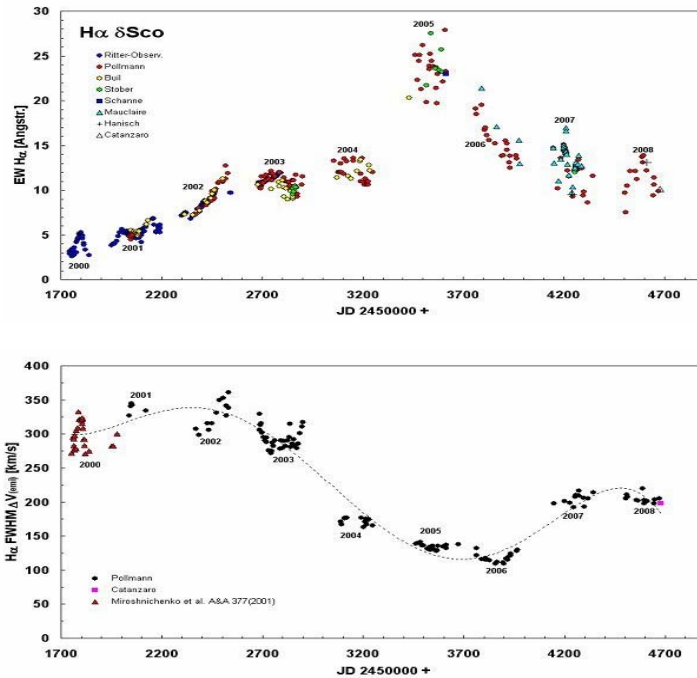 Hα δSco
Ritter-Observ.
Pollmann
Buil
Stober
Schanne
Mauclaire
Hanisch
Catanzaro
EW Hα [Angstr.]
30
25
20
15
10
5
0
2000
2001
2002
2003
2004
2005
2006
2007
2008
1700 2200 2700 3200 3700 4200 4700
JD 2450000 +
Hα FWHM ΔV(emi) [km/s]
400
350
300
250
200
150
100
50
0
2000
2001
2002
2003
2004
2005
2006
2007
2008
Pollmann
Catanzaro
Miroshnichenko et al. A&A 377(2001)
1700 2200 2700 3200 3700 4200 4700
JD 2450000 +